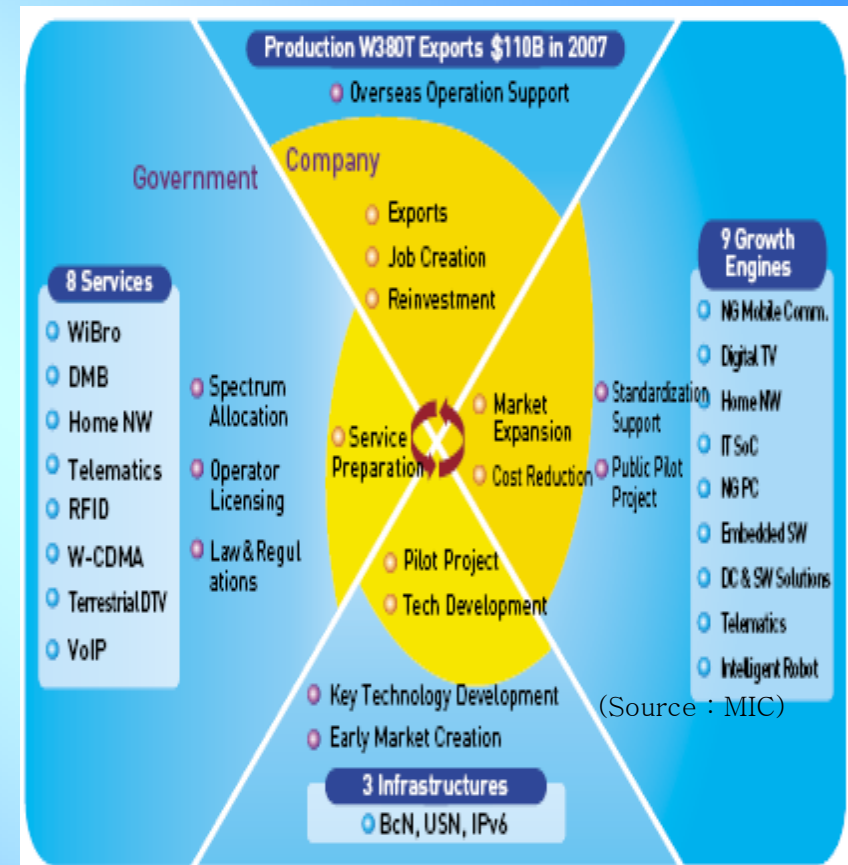 Production W380T Exports $110B in 2007
Overseas Operation Support
Government
Company
Exports
Job Creation
Reinvestment
8 Services
WiBro
DMB
Home NW
Telematics
RFID
W-CDMA
Terrestrial DTV
VoIP
Spectrum
Allocation
Operator
Licensing
Law & Regul
ations
Service
Preparation
Market
Expansion
Cost Reduction
Standardization
Support
Public Pilot
Project
9 Growth
Engines
NG Mobile Comm.
Digital TV
Home NW
IT SoC
NG PC
Embedded SW
DC & SW Solutions
Telematics
Intelligent Robot
Pilot Project
Tech Development
Key Technology Development
Early Market Creation
(Source : MIC)
3 Infrastructures
BcN, USN, IPv6